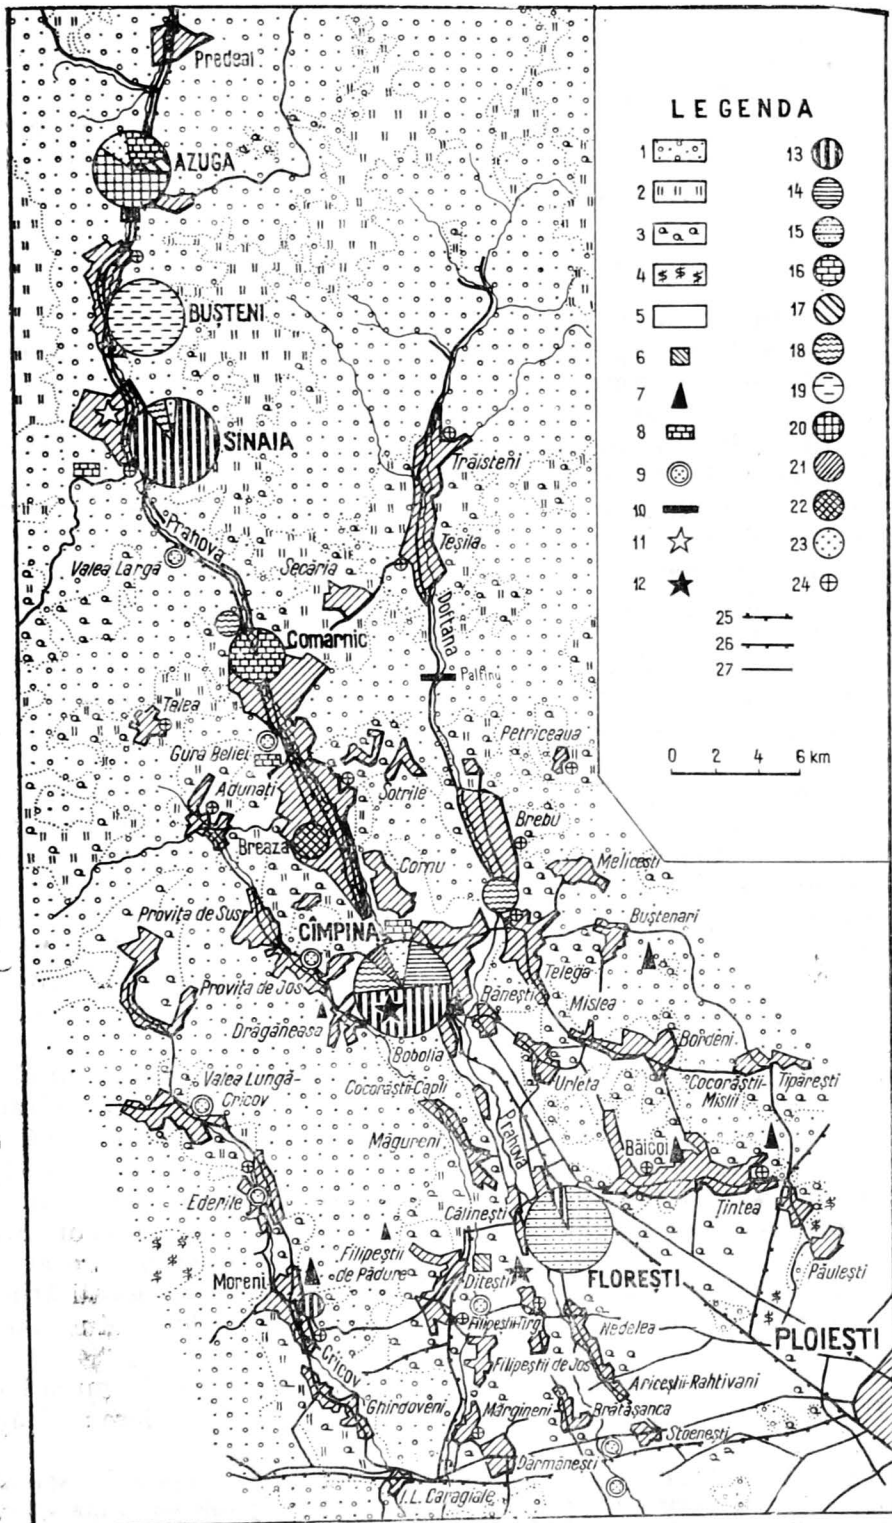 LEGENDA
1
2
3
4
5
6
7
8
9
10
11
12
13
14
15
16
17
18
19
20
21
22
23
24
25
26
27
0 2 4 6 km
Predeal
AZUGA
BUȘTENI
SINAIA
Prahova
Valea Largă
Secăria
Trăisteni
Teșila
Doftana
Comarnic
Paltinu
Talea
Gura Beliei
Petriceaua
Adunați
Șotrile
Breaza
Brebu
Cornu
Melicești
Provița de Sus
CÎMPINA
Buștenari
Provița de Jos
Telega
Bănești
Mislea
Drăgăneasa
Bordeni
Bobolia
Cocorăștii-Caplii
Urleta
Cocorăștii-
Mislii
Țipărești
Valea Lungă-
Cricov
Prahova
Măgureni
Băicoi
Ederile
Călinești
Țintea
Filipeștii
de Pădure
Moreni
Ditești
FLOREȘTI
Păulești
Filipeștii-Tîrg
Nedelea
PLOIEȘTI
Cricov
Filipeștii de Jos
Ariceștii-Rahtivani
Ghirdoveni
Mărgineni
Brătășanca
Stoenești
Dărmănești
I.L. Caragiale